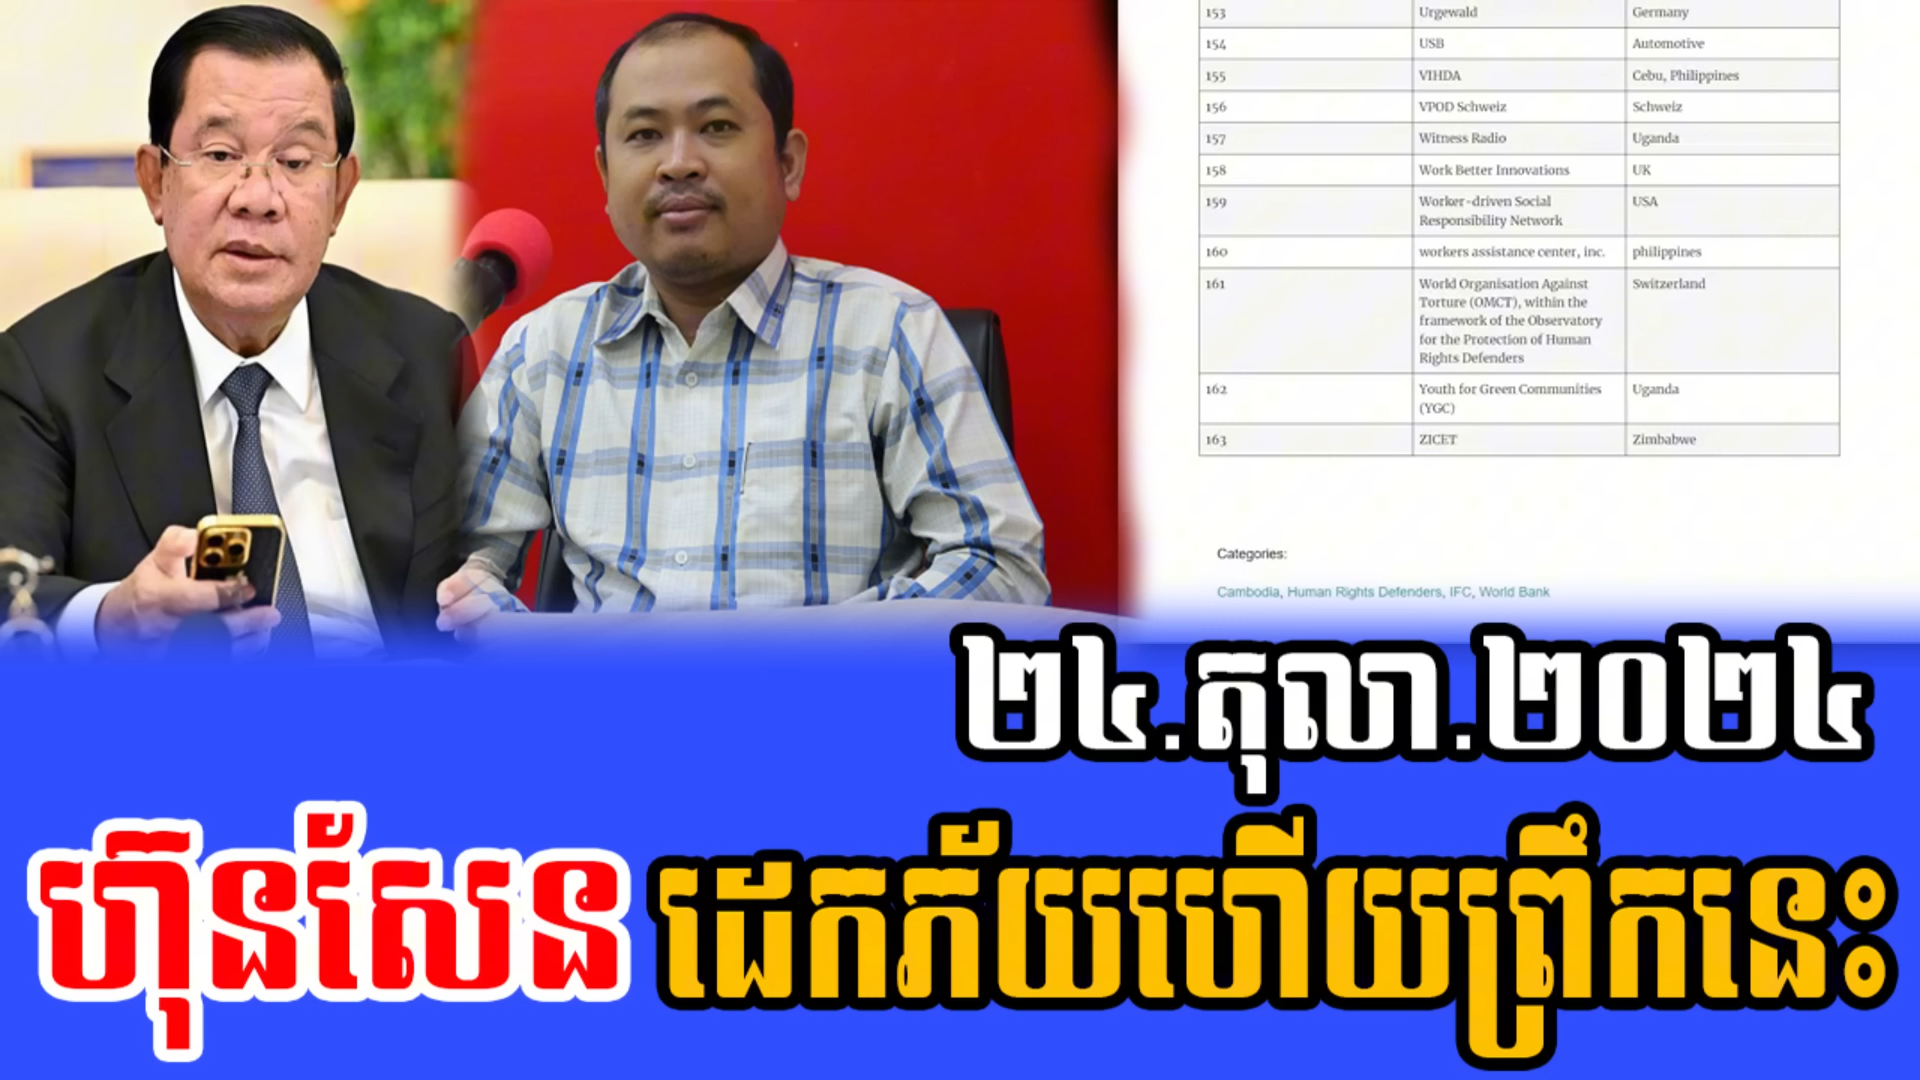 153 Urgewald Germany
154 USB Automotive
155 VIHDA Cebu, Philippines
156 VPOD Schweiz Schweiz
157 Witness Radio Uganda
158 Work Better Innovations UK
159 Worker-driven Social USA
Responsibility Network
160 workers assistance center, inc. philippines
161 World Organisation Against Switzerland
Torture (OMCT), within the
framework of the Observatory
for the Protection of Human
Rights Defenders
162 Youth for Green Communities Uganda
(YGC)
163 ZICET Zimbabwe
Categories:
Cambodia, Human Rights Defenders, IFC, World Bank
២៤.តុលា.២០២៤
ហ៊ុនសែន ដេកភ័យហើយព្រឹកនេះ